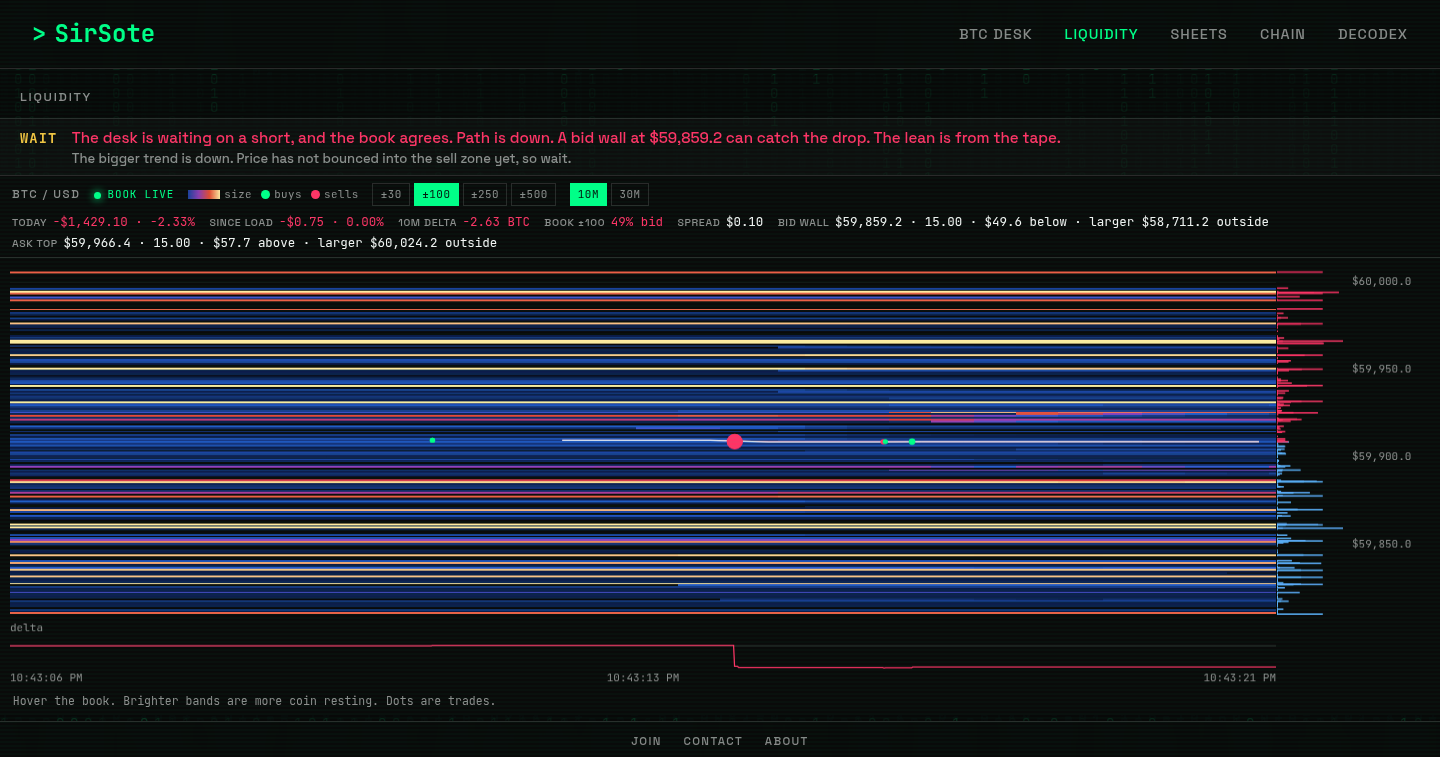 > SirSote
BTC DESK LIQUIDITY SHEETS CHAIN DECODEX
LIQUIDITY
WAIT The desk is waiting on a short, and the book agrees. Path is down. A bid wall at $59,859.2 can catch the drop. The lean is from the tape.
The bigger trend is down. Price has not bounced into the sell zone yet, so wait.
BTC / USD BOOK LIVE size buys sells ±30 ±100 ±250 ±500 10M 30M
TODAY -$1,429.10 · -2.33% SINCE LOAD -$0.75 · 0.00% 10M DELTA -2.63 BTC BOOK ±100 49% bid SPREAD $0.10 BID WALL $59,859.2 · 15.00 · $49.6 below · larger $58,711.2 outside
ASK TOP $59,966.4 · 15.00 · $57.7 above · larger $60,024.2 outside
$60,000.0
$59,950.0
$59,900.0
$59,850.0
delta
10:43:06 PM 10:43:13 PM 10:43:21 PM
Hover the book. Brighter bands are more coin resting. Dots are trades.
JOIN CONTACT ABOUT